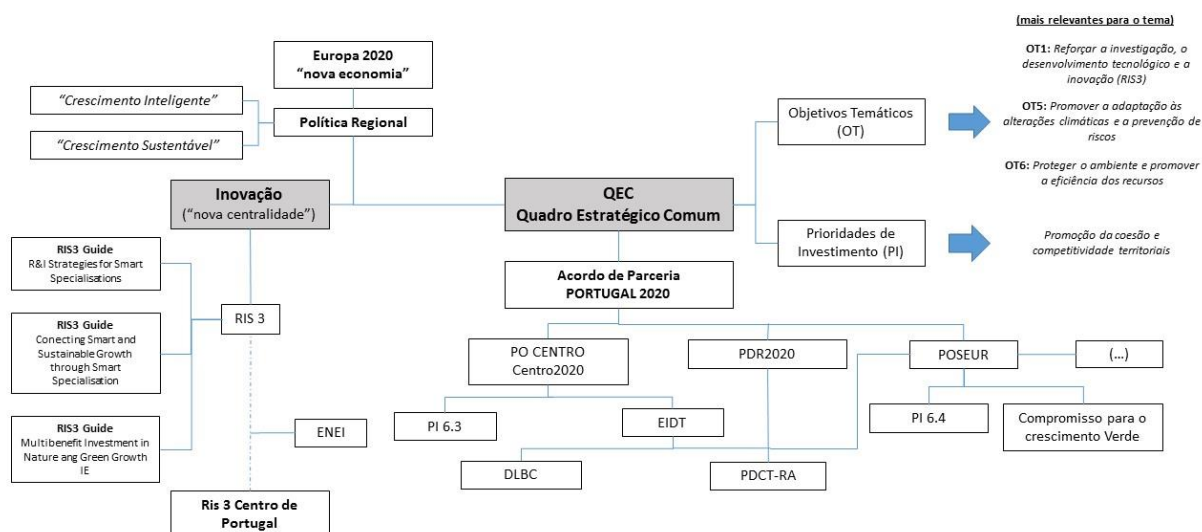 Europa 2020
“nova economia”
“Crescimento Inteligente”
Política Regional
“Crescimento Sustentável”
Inovação
(“nova centralidade”)
QEC
Quadro Estratégico Comum
Objetivos Temáticos
(OT)
Prioridades de
Investimento (PI)
(mais relevantes para o tema)
OT1: Reforçar a investigação, o
desenvolvimento tecnológico e a
inovação (RIS3)
OT5: Promover a adaptação às
alterações climáticas e a prevenção de
riscos
OT6: Proteger o ambiente e promover
a eficiência dos recursos
Promoção da coesão e
competitividade territoriais
RIS3 Guide
R&I Strategies for Smart
Specialisations
RIS3 Guide
Conecting Smart and
Sustainable Growth
through Smart
Specialisation
RIS3 Guide
Multibenefit Investment in
Nature ang Green Growth
IE
RIS 3
ENEI
Ris 3 Centro de
Portugal
Acordo de Parceria
PORTUGAL 2020
PO CENTRO
Centro2020
PDR2020
POSEUR
(...)
PI 6.3
EIDT
PI 6.4
Compromisso para o
crescimento Verde
DLBC
PDCT-RA